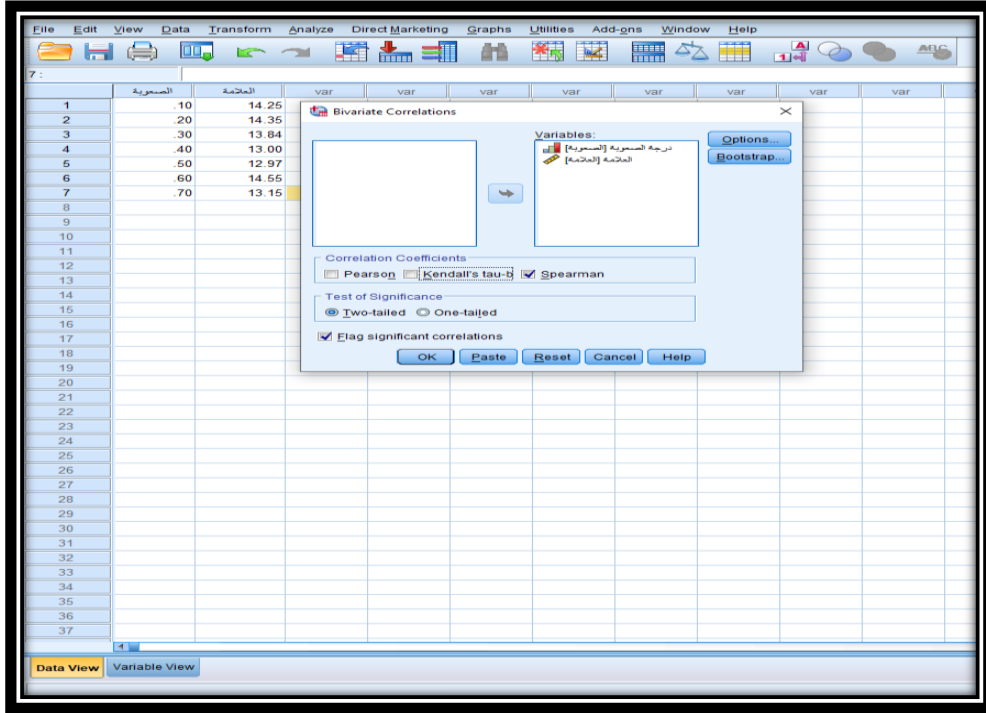 File Edit View Data Transform Analyze Direct Marketing Graphs Utilities Add-ons Window Help
7 :
الصعوبة العلامة var var var var var var var var
1 .10 14.25
2 .20 14.35
3 .30 13.84
4 .40 13.00
5 .50 12.97
6 .60 14.55
7 .70 13.15
8
9
10
11
12
13
14
15
16
17
18
19
20
21
22
23
24
25
26
27
28
29
30
31
32
33
34
35
36
37
Bivariate Correlations
Variables:
درجة الصعوبة [الصعوبة]
العلامة [العلامة]
Options...
Bootstrap...
Correlation Coefficients
Pearson Kendall's tau-b Spearman
Test of Significance
Two-tailed One-tailed
Flag significant correlations
OK Paste Reset Cancel Help
Data View Variable View